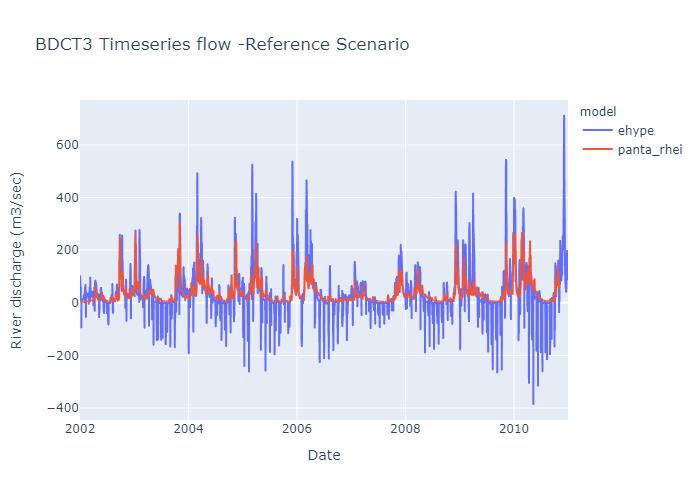 BDCT3 Timeseries flow -Reference Scenario
model
ehype
panta_rhei
River discharge (m3/sec)
600
400
200
0
−200
−400
2002
2004
2006
2008
2010
Date